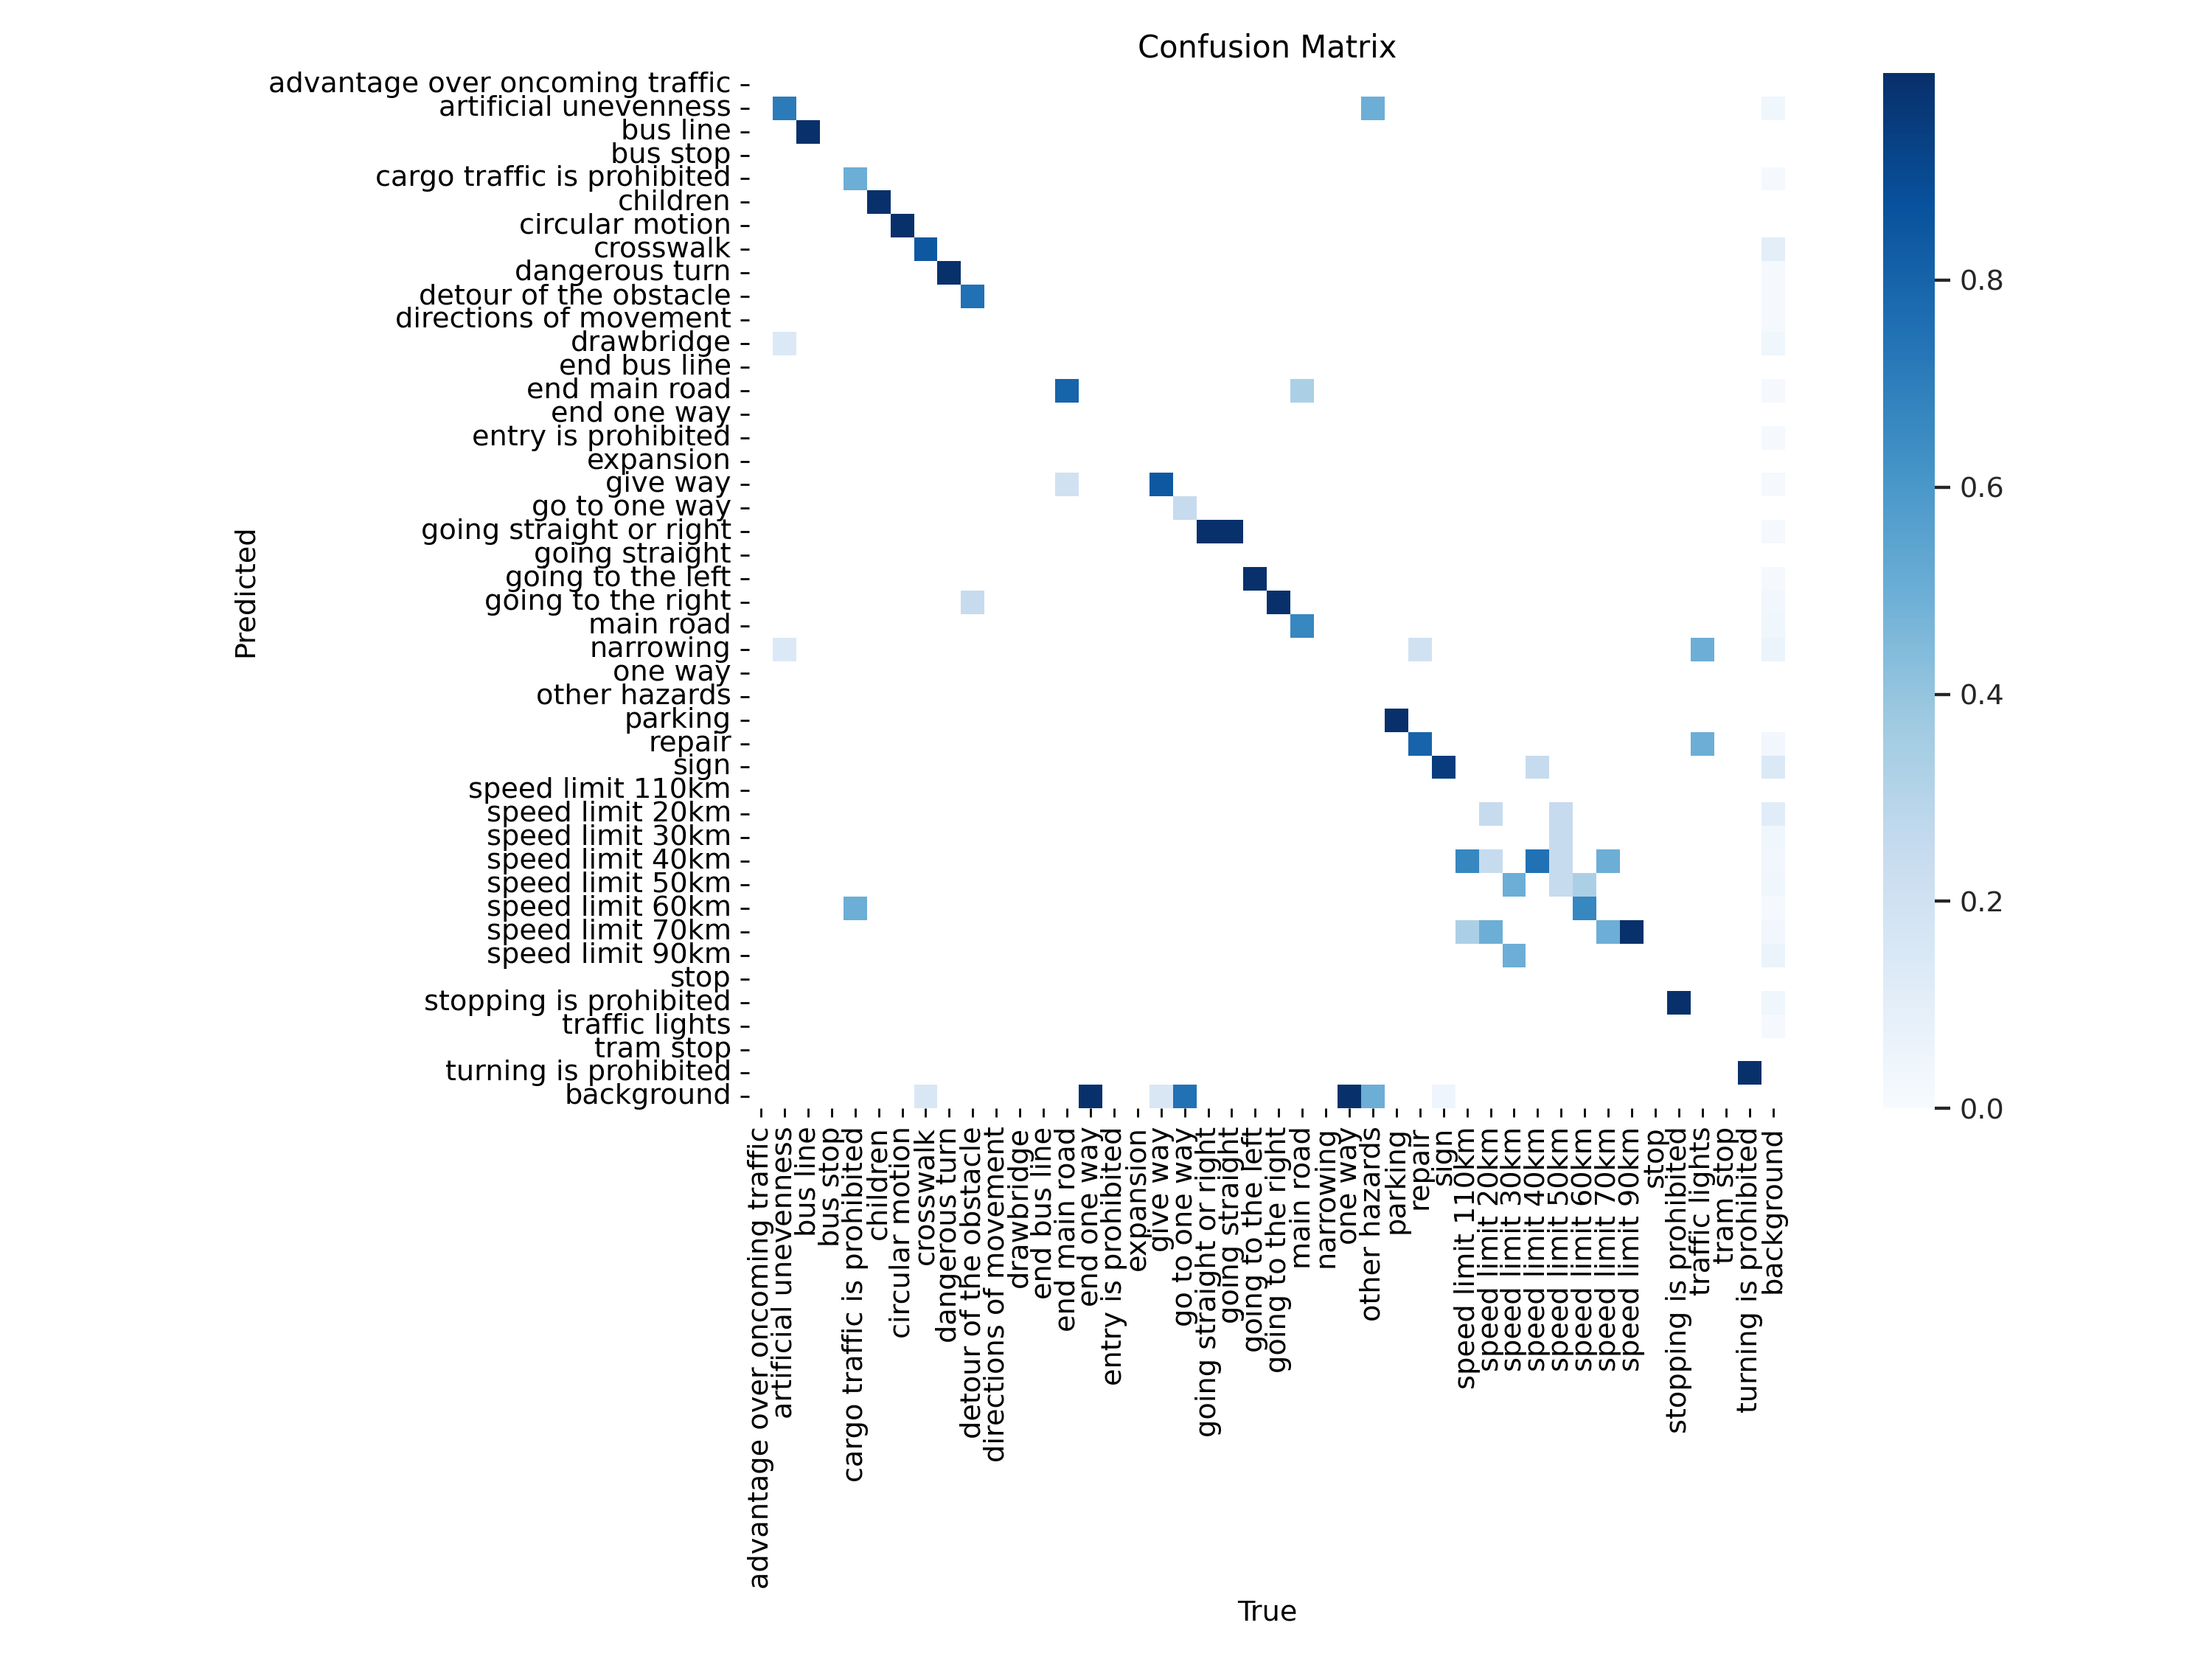 Confusion Matrix
advantage over oncoming traffic
artificial unevenness
bus line
bus stop
cargo traffic is prohibited
children
circular motion
crosswalk
dangerous turn
detour of the obstacle
directions of movement
drawbridge
end bus line
end main road
end one way
entry is prohibited
expansion
give way
go to one way
going straight or right
going straight
going to the left
going to the right
main road
narrowing
one way
other hazards
parking
repair
sign
speed limit 110km
speed limit 20km
speed limit 30km
speed limit 40km
speed limit 50km
speed limit 60km
speed limit 70km
speed limit 90km
stop
stopping is prohibited
traffic lights
tram stop
turning is prohibited
background
Predicted
advantage over oncoming traffic
artificial unevenness
bus line
bus stop
cargo traffic is prohibited
children
circular motion
crosswalk
dangerous turn
detour of the obstacle
directions of movement
drawbridge
end bus line
end main road
end one way
entry is prohibited
expansion
give way
go to one way
going straight or right
going straight
going to the left
going to the right
main road
narrowing
one way
other hazards
parking
repair
sign
speed limit 110km
speed limit 20km
speed limit 30km
speed limit 40km
speed limit 50km
speed limit 60km
speed limit 70km
speed limit 90km
stop
stopping is prohibited
traffic lights
tram stop
turning is prohibited
background
True
0.8
0.6
0.4
0.2
0.0